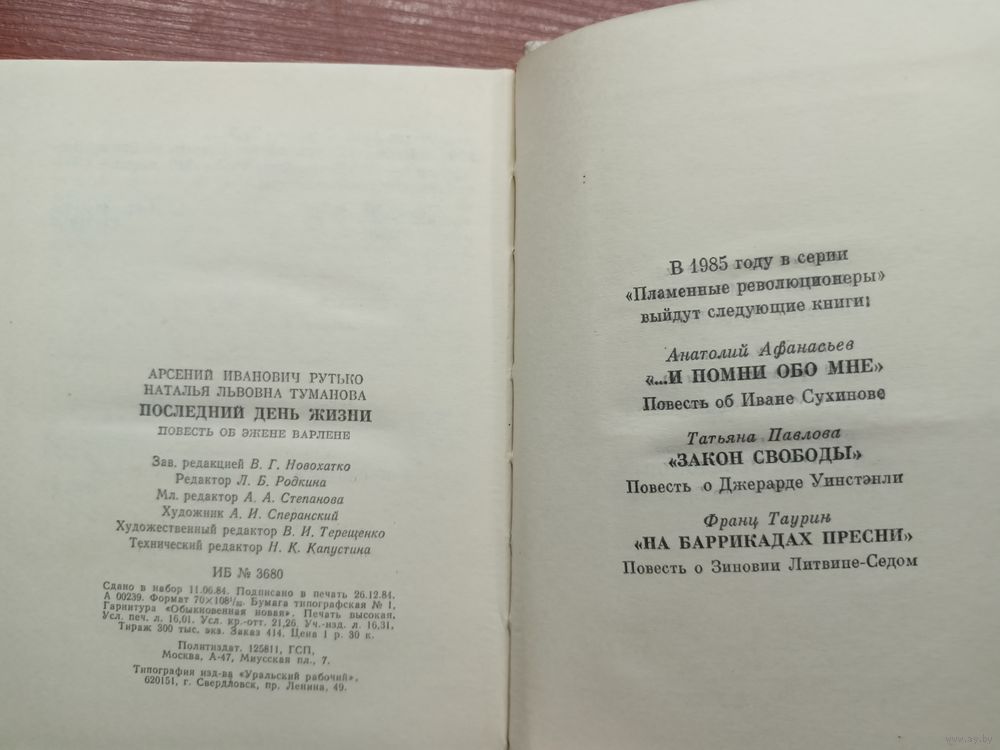 АРСЕНИЙ ИВАНОВИЧ РУТЬКО
НАТАЛЬЯ ЛЬВОВНА ТУМАНОВА
ПОСЛЕДНИЙ ДЕНЬ ЖИЗНИ
ПОВЕСТЬ ОБ ЭЖЕНЕ ВАРЛЕНЕ
Зав. редакцией В. Г. Новохатко
Редактор Л. Б. Родкина
Мл. редактор А. А. Степанова
Художник А. И. Сперанский
Художественный редактор В. И. Терещенко
Технический редактор Н. К. Капустина
ИБ № 3680
Сдано в набор 11.06.84. Подписано в печать 26.12.84.
А 00239. Формат 70×108¹/₃₂. Бумага типографская № 1.
Гарнитура «Обыкновенная новая». Печать высокая.
Усл. печ. л. 16,01. Усл. кр.-отт. 21,26. Уч.-изд. л. 16,31.
Тираж 300 тыс. экз. Заказ 414. Цена 1 р. 30 к.
Политиздат. 125811, ГСП,
Москва, А-47, Миусская пл., 7.
Типография изд-ва «Уральский рабочий»,
620151, г. Свердловск, пр. Ленина, 49.
В 1985 году в серии
«Пламенные революционеры»
выйдут следующие книги:
Анатолий Афанасьев
«...И ПОМНИ ОБО МНЕ»
Повесть об Иване Сухинове
Татьяна Павлова
«ЗАКОН СВОБОДЫ»
Повесть о Джерарде Уинстэнли
Франц Таурин
«НА БАРРИКАДАХ ПРЕСНИ»
Повесть о Зиновии Литвине-Седом
www.ay.by